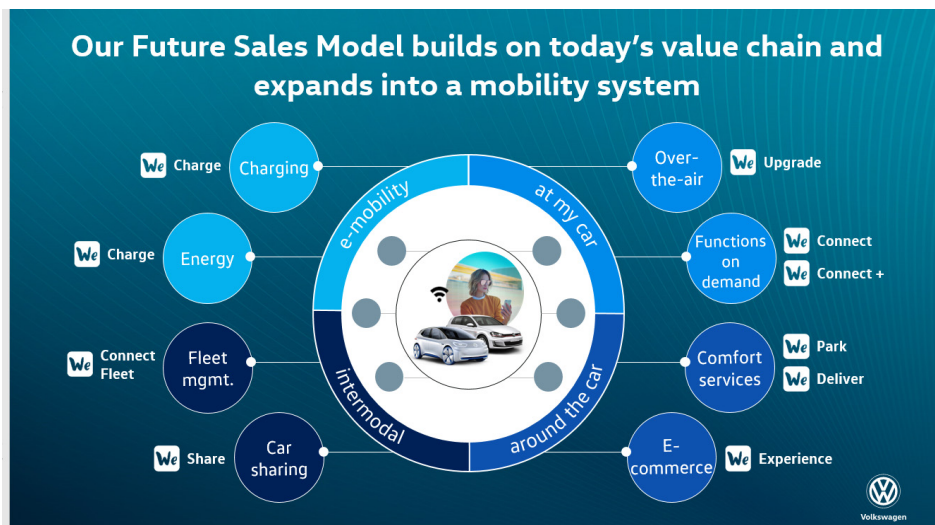 Our Future Sales Model builds on today’s value chain and
expands into a mobility system
We Charge
Charging
We Charge
Energy
We Connect
Fleet
Fleet
mgmt.
We Share
Car
sharing
e-mobility
at my car
intermodal
around the car
Over-
the-air
We Upgrade
Functions
on
demand
We Connect
We Connect +
Comfort
services
We Park
We Deliver
E-
commerce
We Experience
Volkswagen